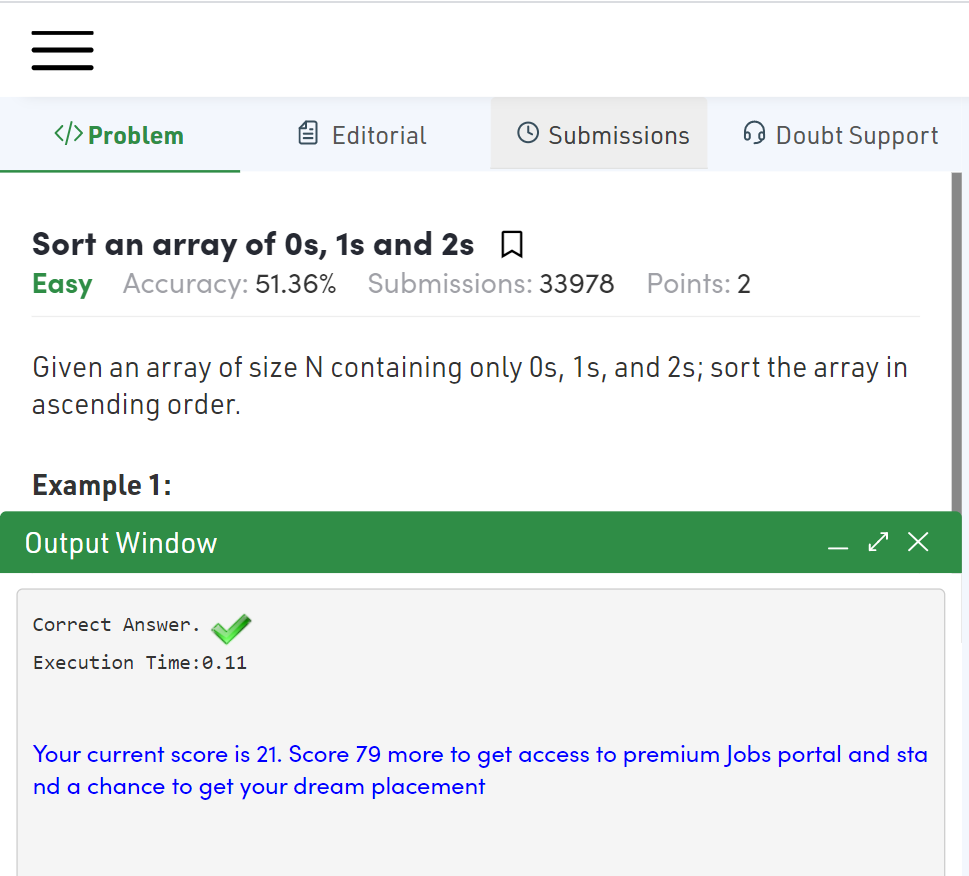 </> Problem Editorial Submissions Doubt Support
Sort an array of 0s, 1s and 2s
Easy Accuracy: 51.36% Submissions: 33978 Points: 2
Given an array of size N containing only 0s, 1s, and 2s; sort the array in
ascending order.
Example 1:
Output Window
Correct Answer.
Execution Time:0.11
Your current score is 21. Score 79 more to get access to premium Jobs portal and sta
nd a chance to get your dream placement